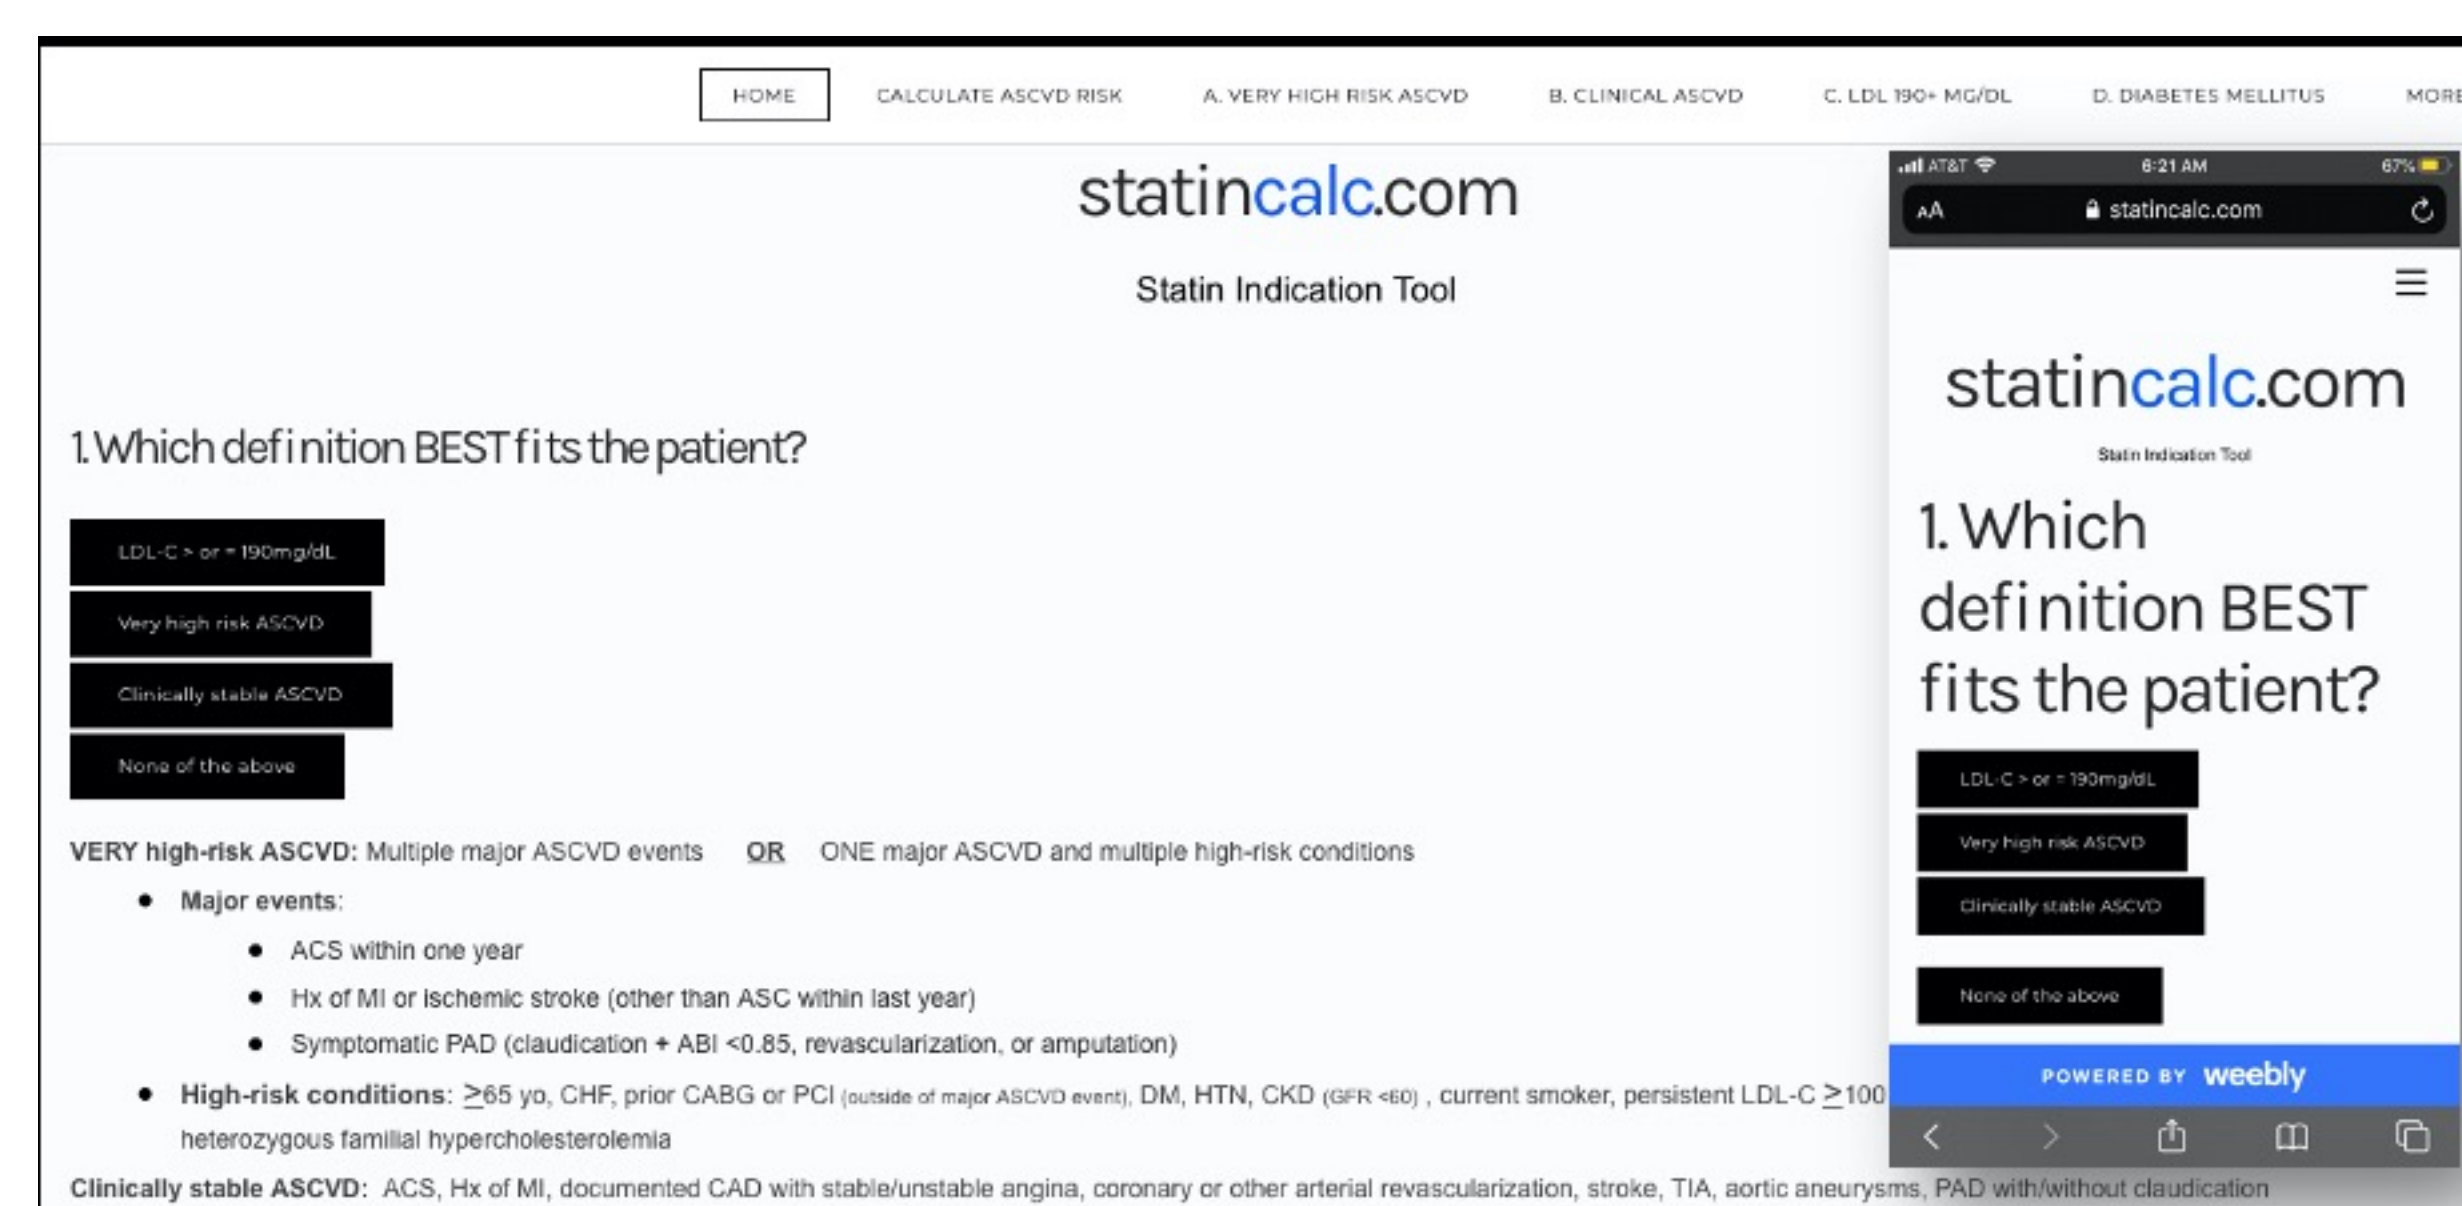 HOME CALCULATE ASCVD RISK A. VERY HIGH RISK ASCVD B. CLINICAL ASCVD C. LDL 190+ MG/DL D. DIABETES MELLITUS MORE
statincalc.com
Statin Indication Tool
1. Which definition BEST fits the patient?
LDL-C > or = 190mg/dL
Very high risk ASCVD
Clinically stable ASCVD
None of the above
VERY high-risk ASCVD: Multiple major ASCVD events OR ONE major ASCVD and multiple high-risk conditions
● Major events:
● ACS within one year
● Hx of MI or ischemic stroke (other than ASC within last year)
● Symptomatic PAD (claudication + ABI <0.85, revascularization, or amputation)
● High-risk conditions: ≥65 yo, CHF, prior CABG or PCI (outside of major ASCVD event), DM, HTN, CKD (GFR <60) , current smoker, persistent LDL-C ≥100
heterozygous familial hypercholesterolemia
Clinically stable ASCVD: ACS, Hx of MI, documented CAD with stable/unstable angina, coronary or other arterial revascularization, stroke, TIA, aortic aneurysms, PAD with/without claudication
AT&T 6:21 AM 67%
AA statincalc.com
statincalc.com
Statin Indication Tool
1. Which
definition BEST
fits the patient?
LDL-C > or = 190mg/dL
Very high risk ASCVD
Clinically stable ASCVD
None of the above
POWERED BY weebly